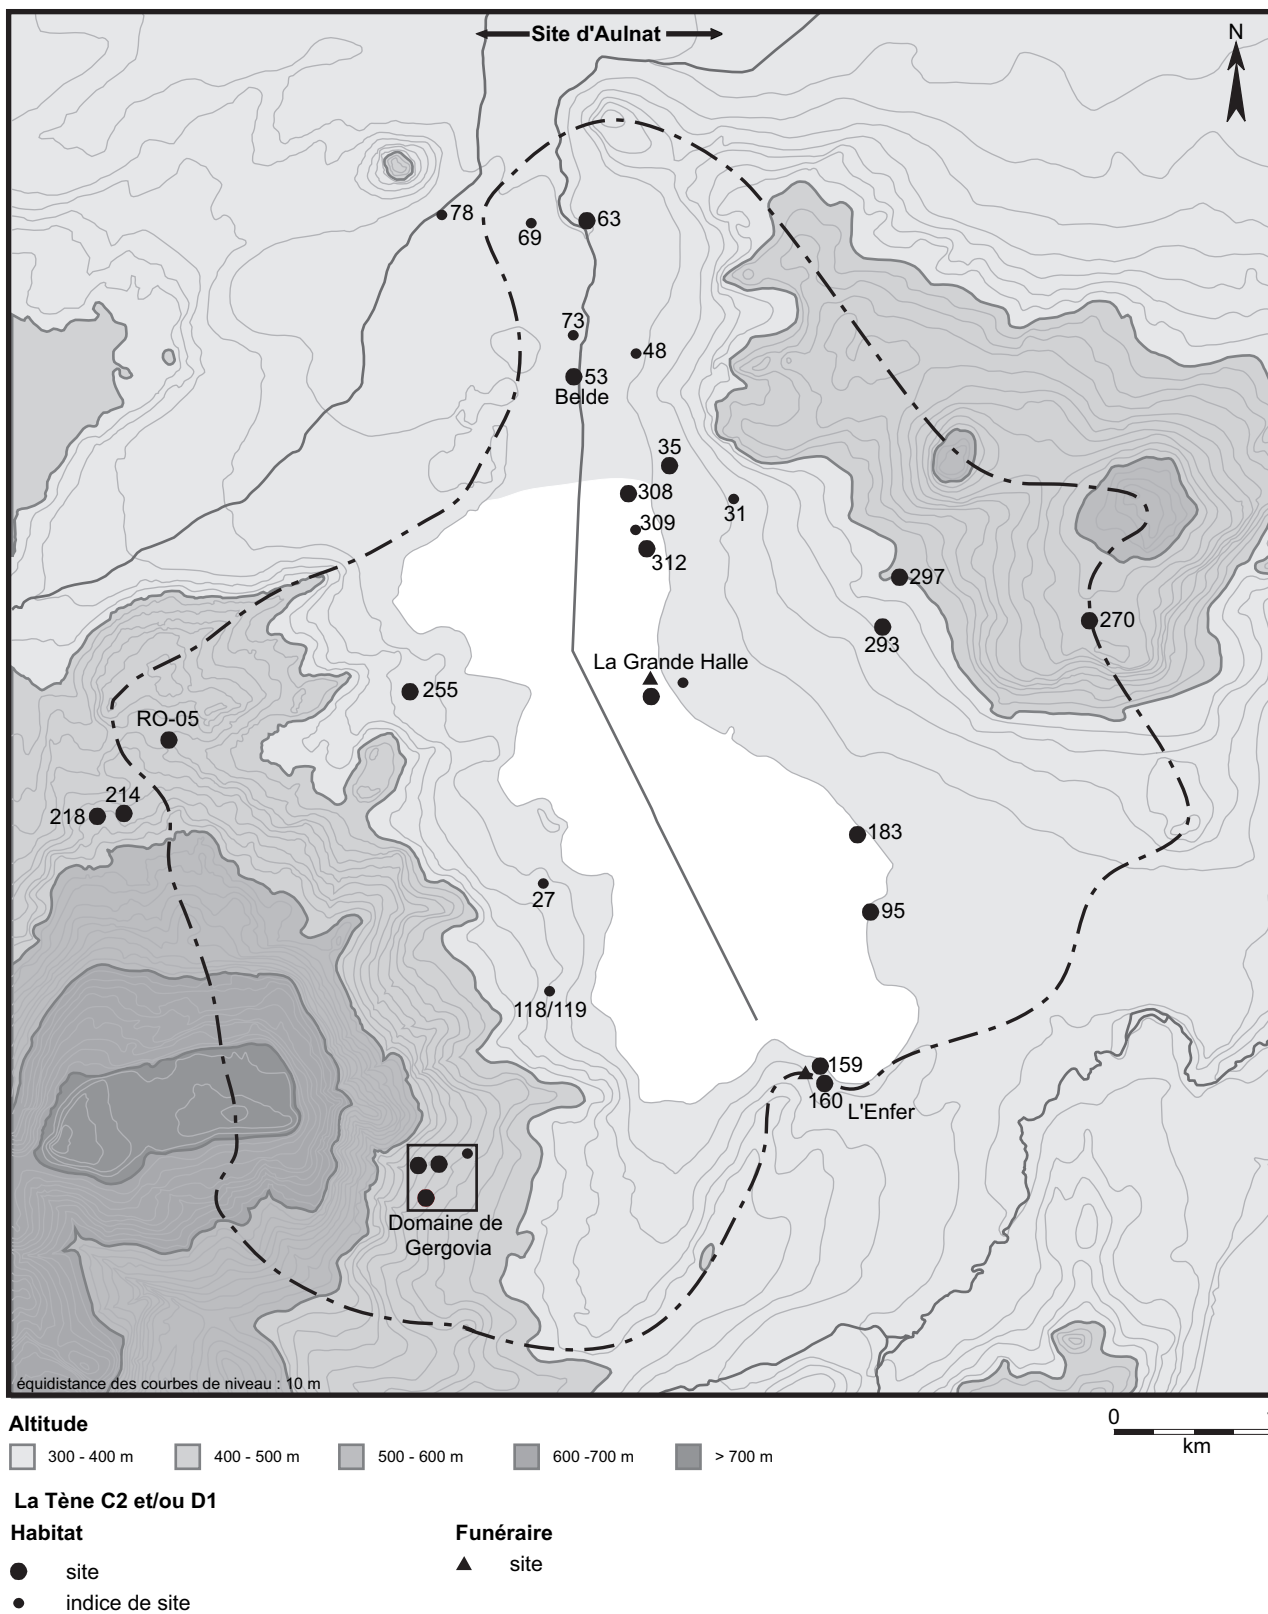 Site d'Aulnat
N
78
69
63
73
48
53
Belde
35
308
309
31
312
297
270
293
La Grande Halle
255
RO-05
214
218
183
27
95
118/119
159
160
L'Enfer
Domaine de
Gergovia
équidistance des courbes de niveau : 10 m
Altitude
0
km
300 - 400 m
400 - 500 m
500 - 600 m
600 -700 m
> 700 m
La Tène C2 et/ou D1
Habitat
Funéraire
site
site
indice de site